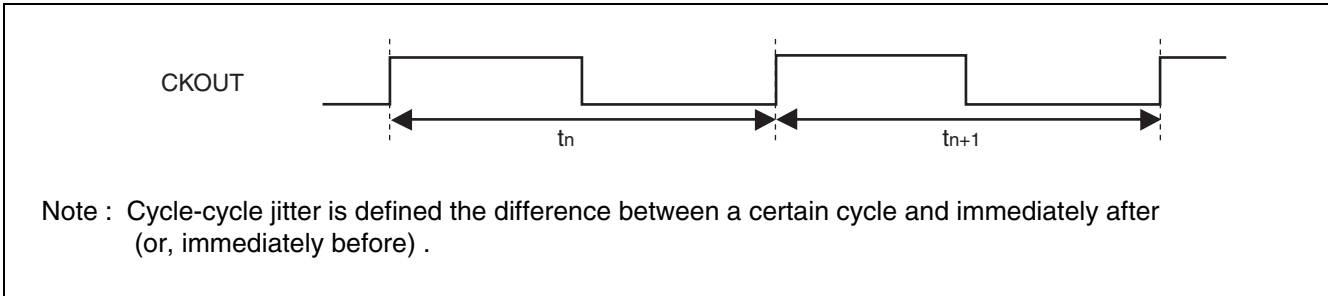 CKOUT
tn
tn+1
Note : Cycle-cycle jitter is defined the difference between a certain cycle and immediately after
(or, immediately before) .